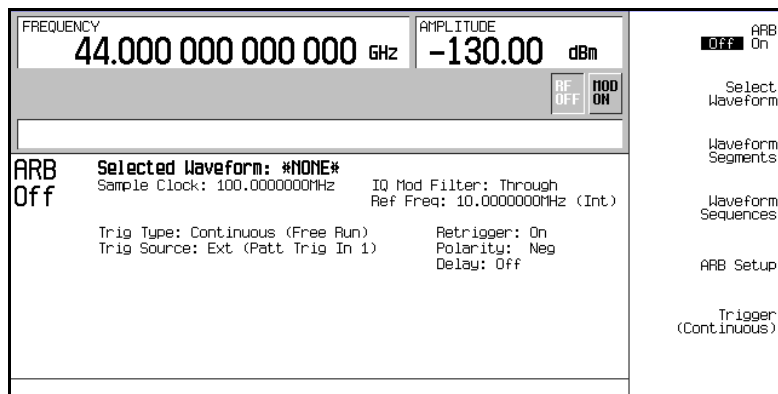 FREQUENCY
44.000 000 000 000 GHz
AMPLITUDE
-130.00 dBm
RF OFF
MOD ON
ARB Off
Selected Waveform: *NONE*
Sample Clock: 100.0000000MHz
IQ Mod Filter: Through
Ref Freq: 10.0000000MHz (Int)
Trig Type: Continuous (Free Run)
Retrigger: On
Trig Source: Ext (Patt Trig In 1)
Polarity: Neg
Delay: Off
ARB
Off On
Select
Waveform
Waveform
Segments
Waveform
Sequences
ARB Setup
Trigger
(Continuous)